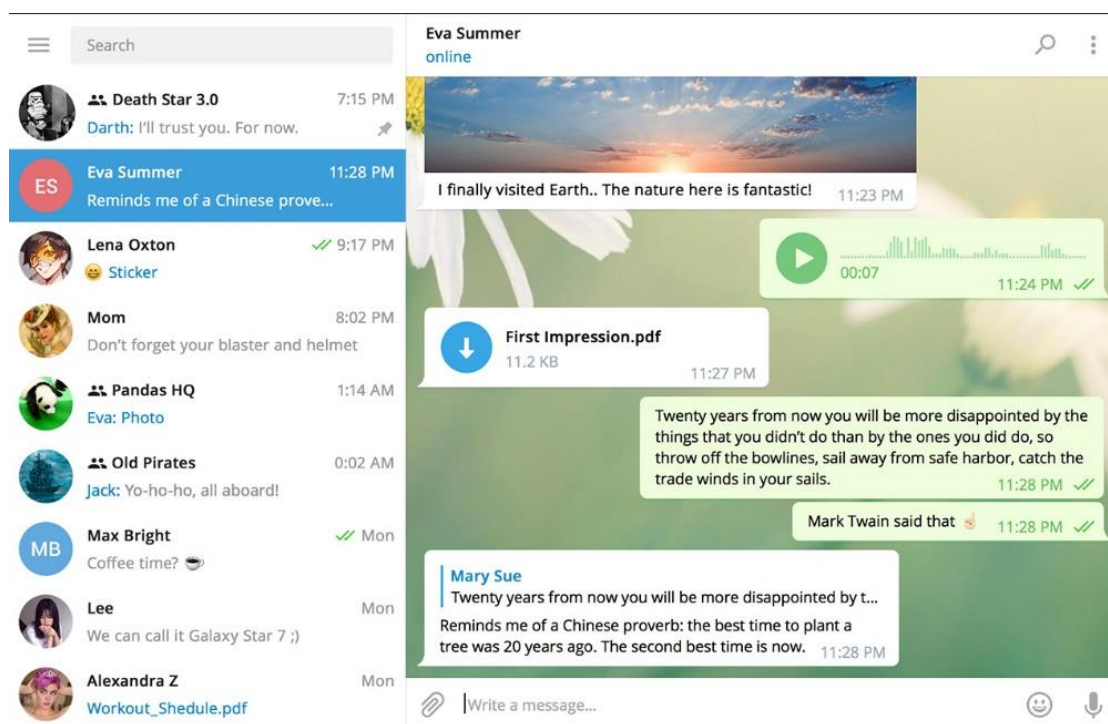 Search
Death Star 3.0
7:15 PM
Darth: I'll trust you. For now.
ES
Eva Summer
11:28 PM
Reminds me of a Chinese prove...
Lena Oxton
9:17 PM
Sticker
Mom
8:02 PM
Don't forget your blaster and helmet
Pandas HQ
1:14 AM
Eva: Photo
Old Pirates
0:02 AM
Jack: Yo-ho-ho, all aboard!
MB
Max Bright
Mon
Coffee time?
Lee
Mon
We can call it Galaxy Star 7 ;)
Alexandra Z
Mon
Workout_Shedule.pdf
Eva Summer
online
I finally visited Earth.. The nature here is fantastic!
11:23 PM
00:07
11:24 PM
First Impression.pdf
11.2 KB
11:27 PM
Twenty years from now you will be more disappointed by the
things that you didn't do than by the ones you did do, so
throw off the bowlines, sail away from safe harbor, catch the
trade winds in your sails.
11:28 PM
Mark Twain said that ☝🏻
11:28 PM
Mary Sue
Twenty years from now you will be more disappointed by t...
Reminds me of a Chinese proverb: the best time to plant a
tree was 20 years ago. The second best time is now.
11:28 PM
Write a message...